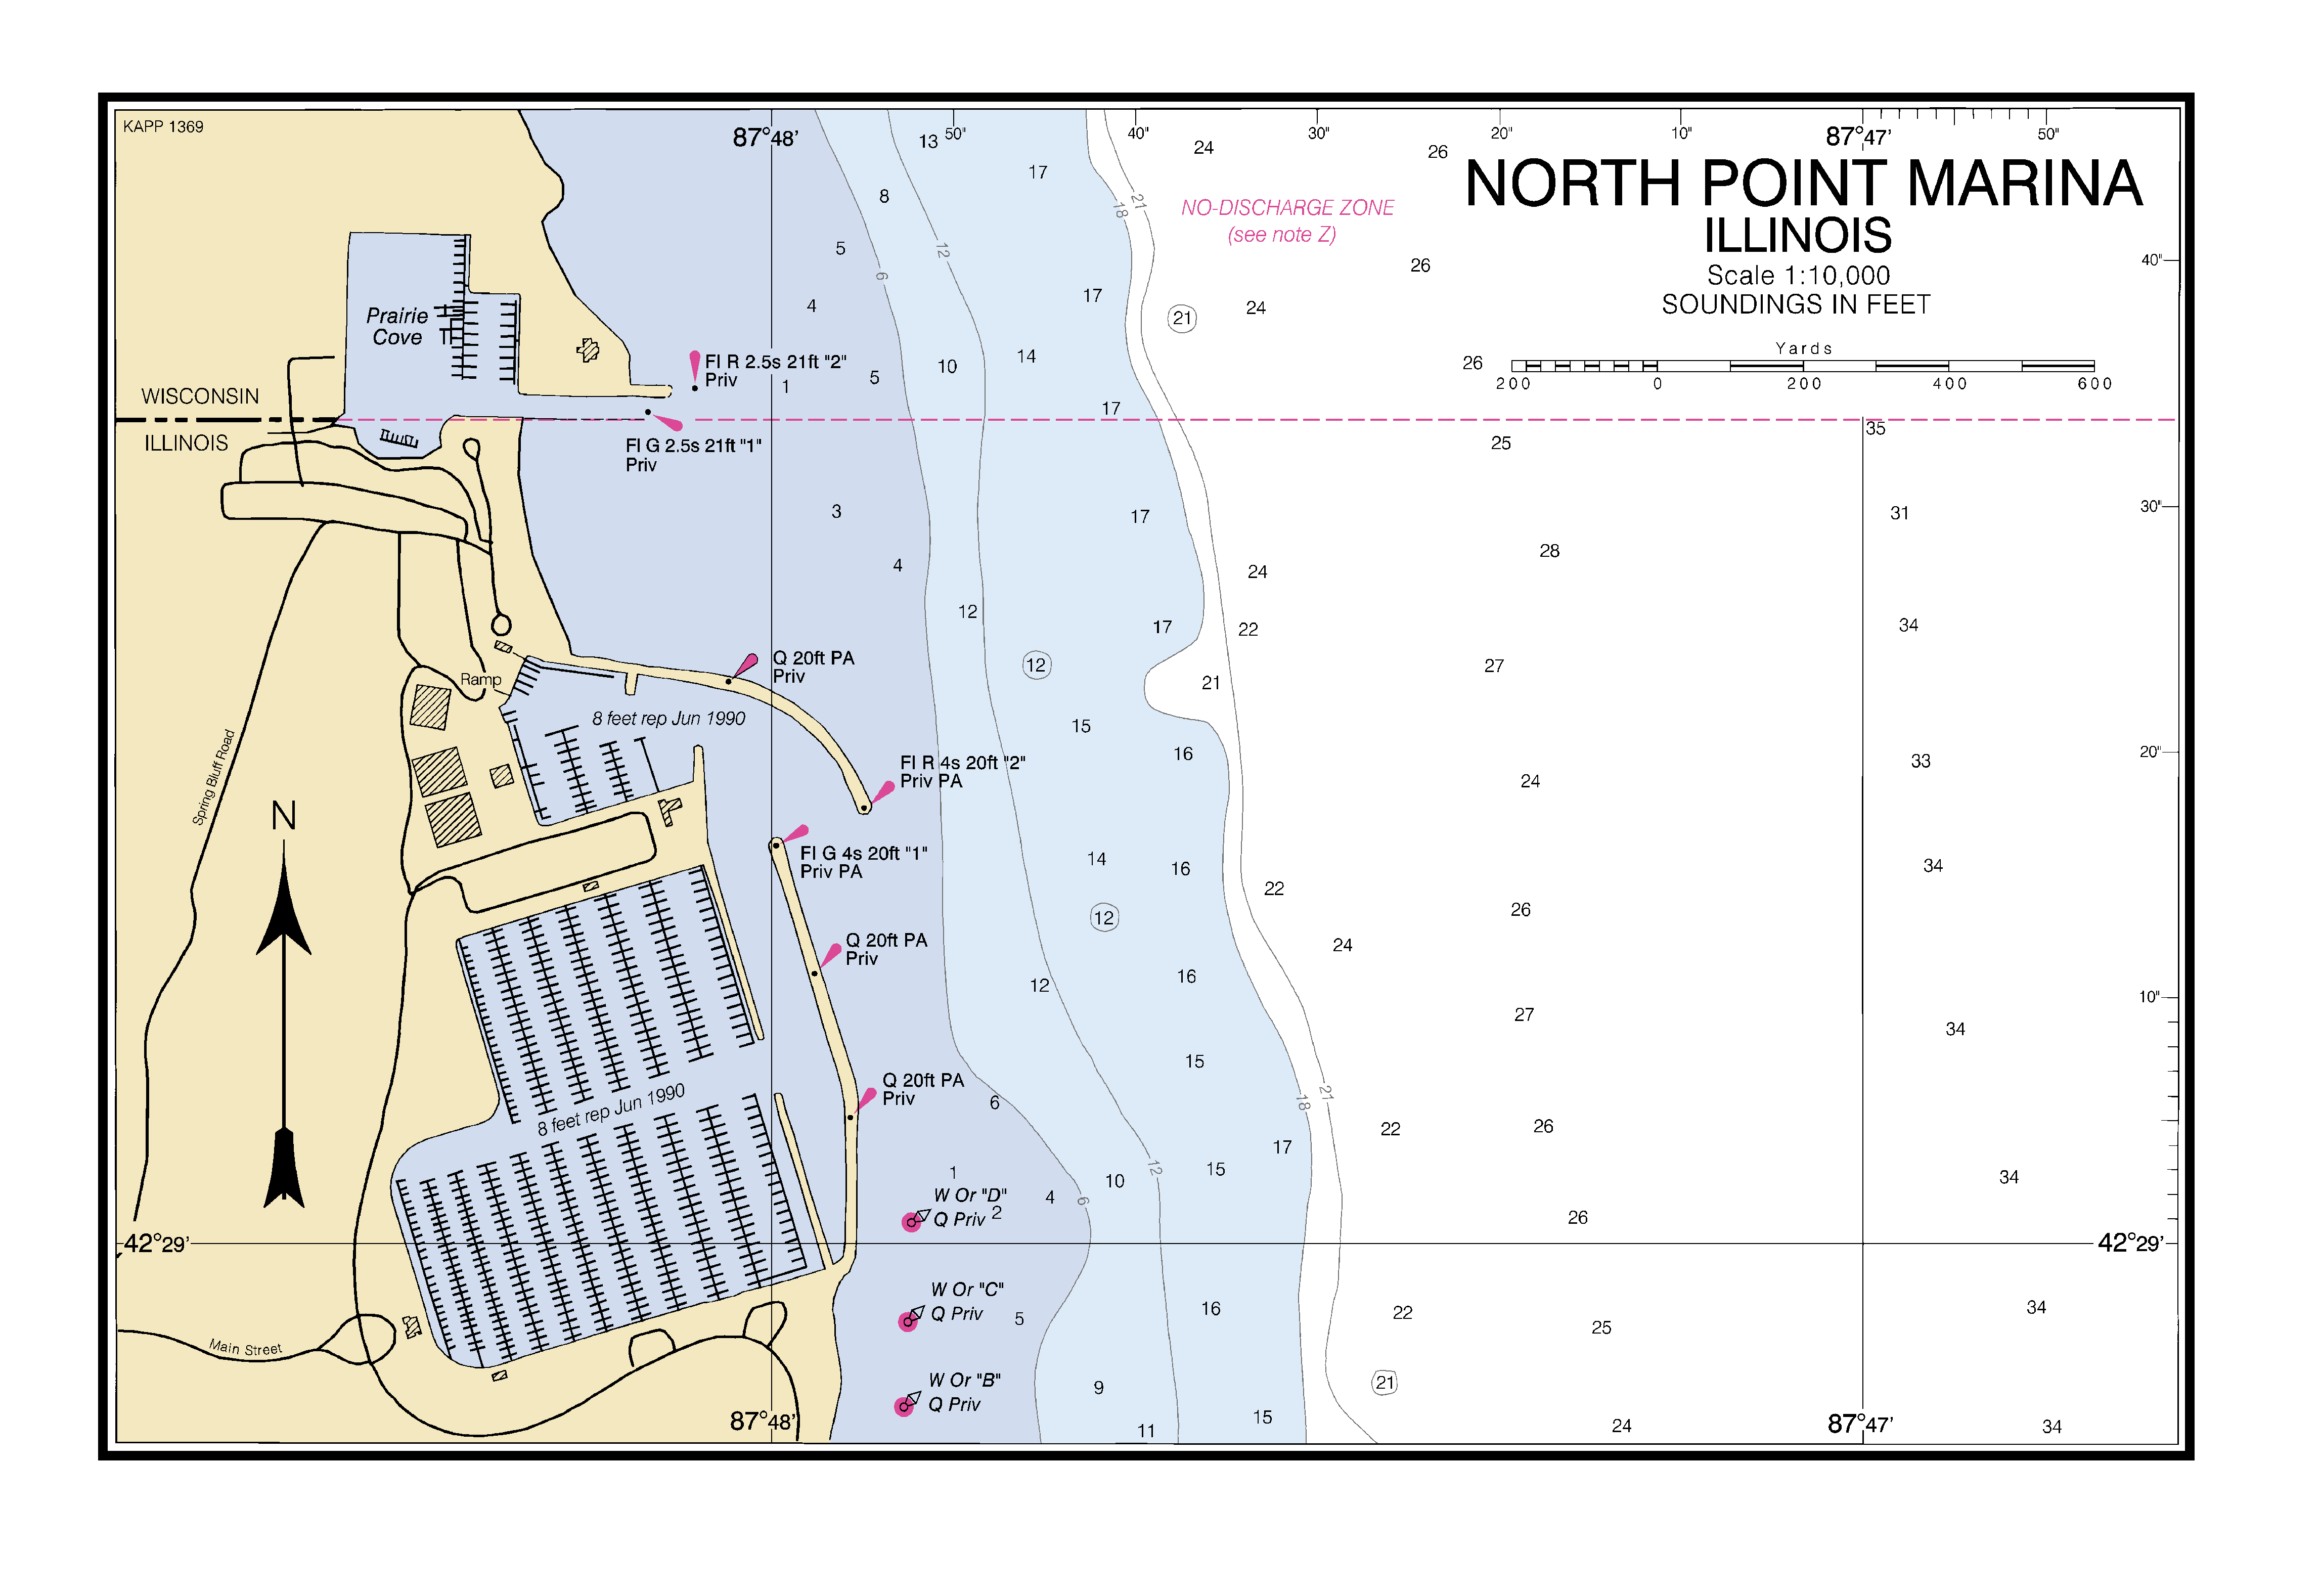 KAPP 1369
87°48'
50"
40"
30"
20"
10"
87°47'
50"
NORTH POINT MARINA
ILLINOIS
Scale 1:10,000
SOUNDINGS IN FEET
Yards
200 0 200 400 600
NO-DISCHARGE ZONE
(see note Z)
13
24
26
17
8
21
18
5
12
6
26
40"
17
4
21
24
Prairie
Cove
Fl R 2.5s 21ft "2"
Priv
1
5
10
14
26
WISCONSIN
ILLINOIS
17
35
Fl G 2.5s 21ft "1"
Priv
25
3
17
31
30"
4
24
28
12
17
22
34
Q 20ft PA
Priv
12
27
Ramp
21
8 feet rep Jun 1990
15
16
Spring Bluff Road
Fl R 4s 20ft "2"
Priv PA
24
33
20"
N
Fl G 4s 20ft "1"
Priv PA
14
16
22
34
12
26
Q 20ft PA
Priv
24
12
16
10"
27
34
15
Q 20ft PA
Priv
6
18
21
8 feet rep Jun 1990
22
26
17
1
12
15
10
34
W Or "D"
Q Priv
2
4
6
26
42°29'
42°29'
W Or "C"
Q Priv
5
16
22
25
34
Main Street
W Or "B"
Q Priv
9
21
87°48'
11
15
24
87°47'
34